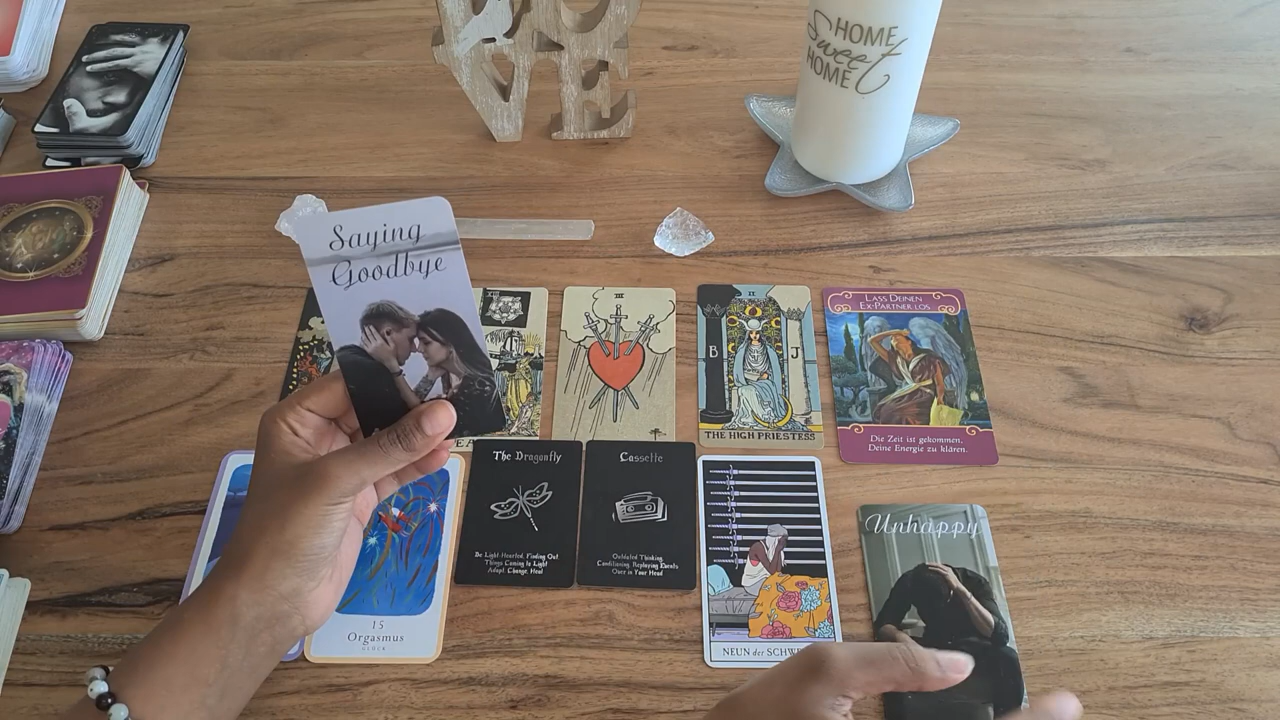 HOME
Sweet
HOME
Saying
Goodbye
III
II
B
J
THE HIGH PRIESTESS
LASS DEINEN
EX-PARTNER LOS
Die Zeit ist gekommen,
Deine Energie zu klären.
15
Orgasmus
GLÜCK
The Dragonfly
Be Light Hearted, Finding Out
Things Coming to Light
Adapt, Change, Heal
Cassette
Outdated Thinking,
Conditioning, Replaying Events
Over in Your Head
NEUN der SCHWE
Unhappy